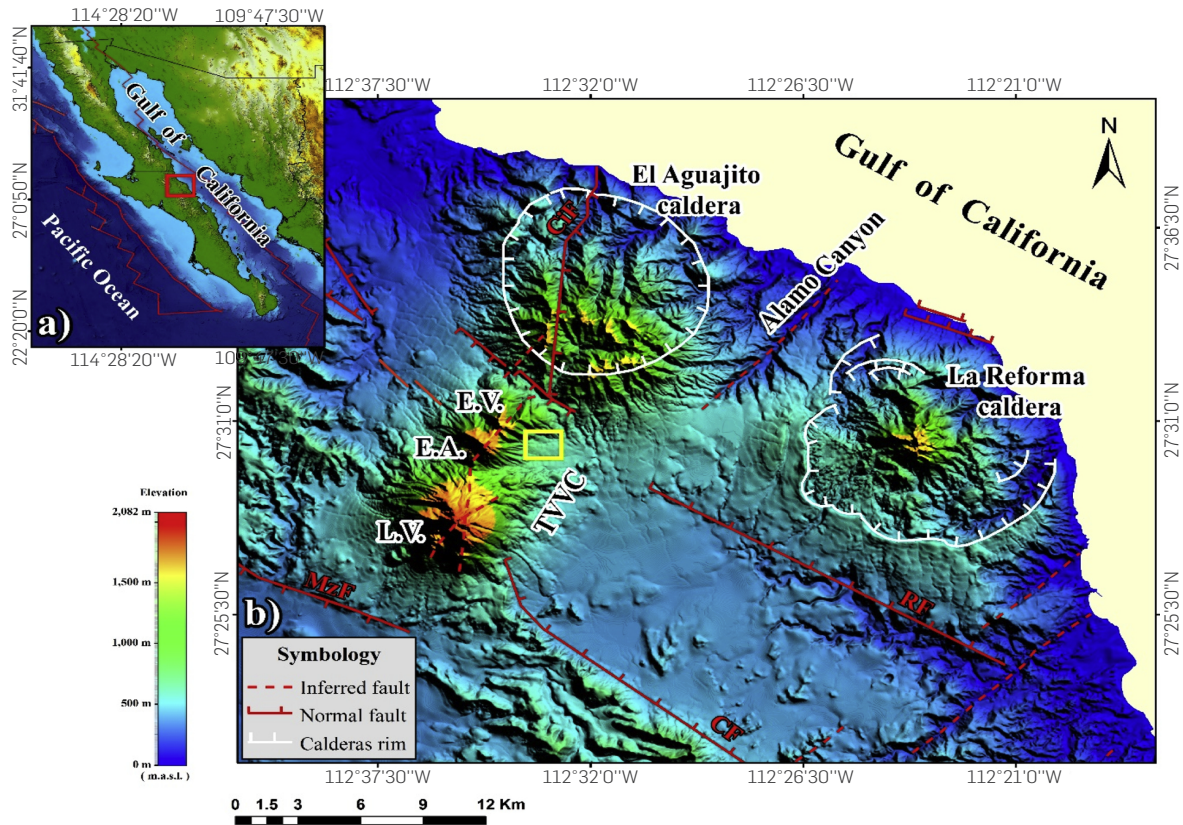 114°28'20"W
109°47'30"W
31°41'40"N
27°0'50"N
22°20'0"N
Gulf of
California
Pacific Ocean
a)
114°28'20"W
109°47'30"W
112°37'30"W
112°32'0"W
112°26'30"W
112°21'0"W
N
Gulf of California
El Aguajito
caldera
CIF
Alamo Canyon
27°36'30"N
La Reforma
caldera
E.V.
27°31'0"N
27°31'0"N
E.A.
TVVC
L.V.
Elevation
2,082 m
1,500 m
1,000 m
500 m
0 m
( m.a.s.l. )
MzF
RF
27°25'30"N
27°25'30"N
b)
CF
Symbology
Inferred fault
Normal fault
Calderas rim
112°37'30"W
112°32'0"W
112°26'30"W
112°21'0"W
0 1.5 3 6 9 12 Km